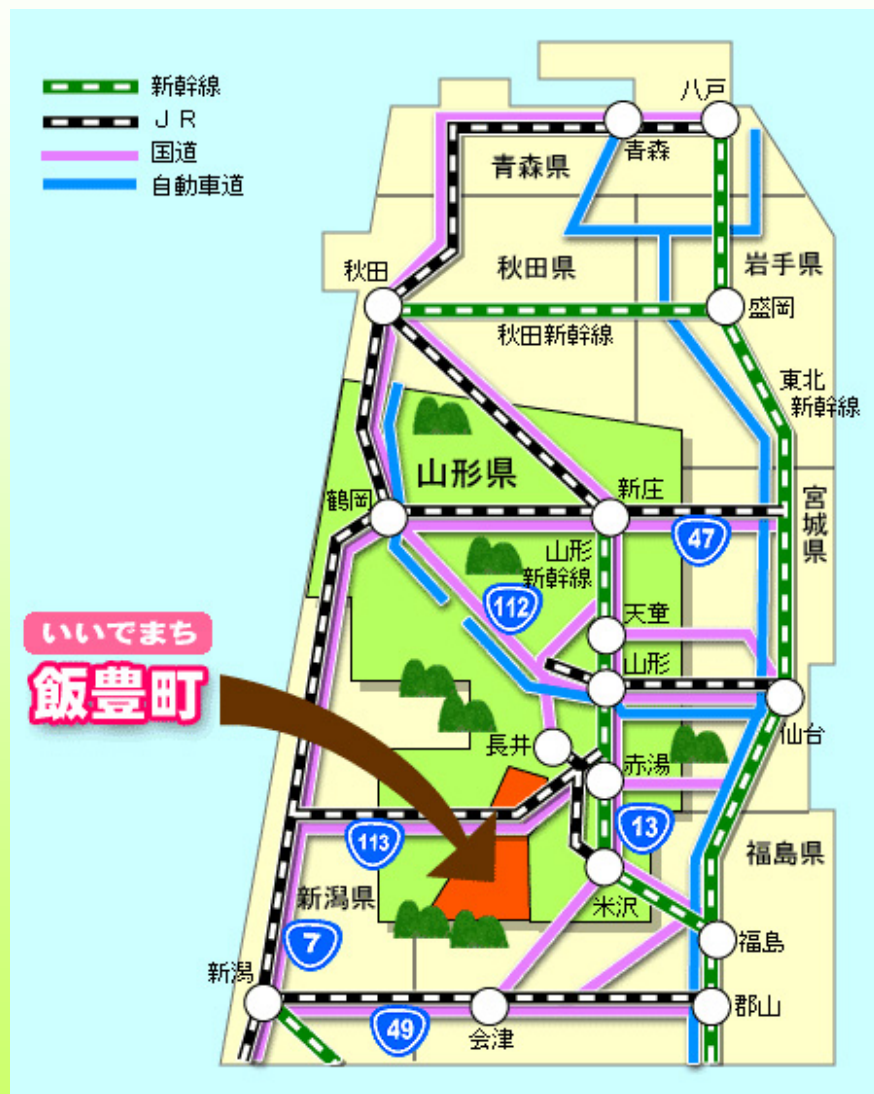 新幹線
ＪＲ
国道
自動車道
八戸
青森
青森県
秋田
秋田県
岩手県
盛岡
秋田新幹線
東北
新幹線
山形県
鶴岡
新庄
宮城県
47
山形
新幹線
112
天童
いいでまち
飯豊町
山形
仙台
長井
赤湯
13
113
福島県
新潟県
米沢
7
福島
新潟
49
会津
郡山